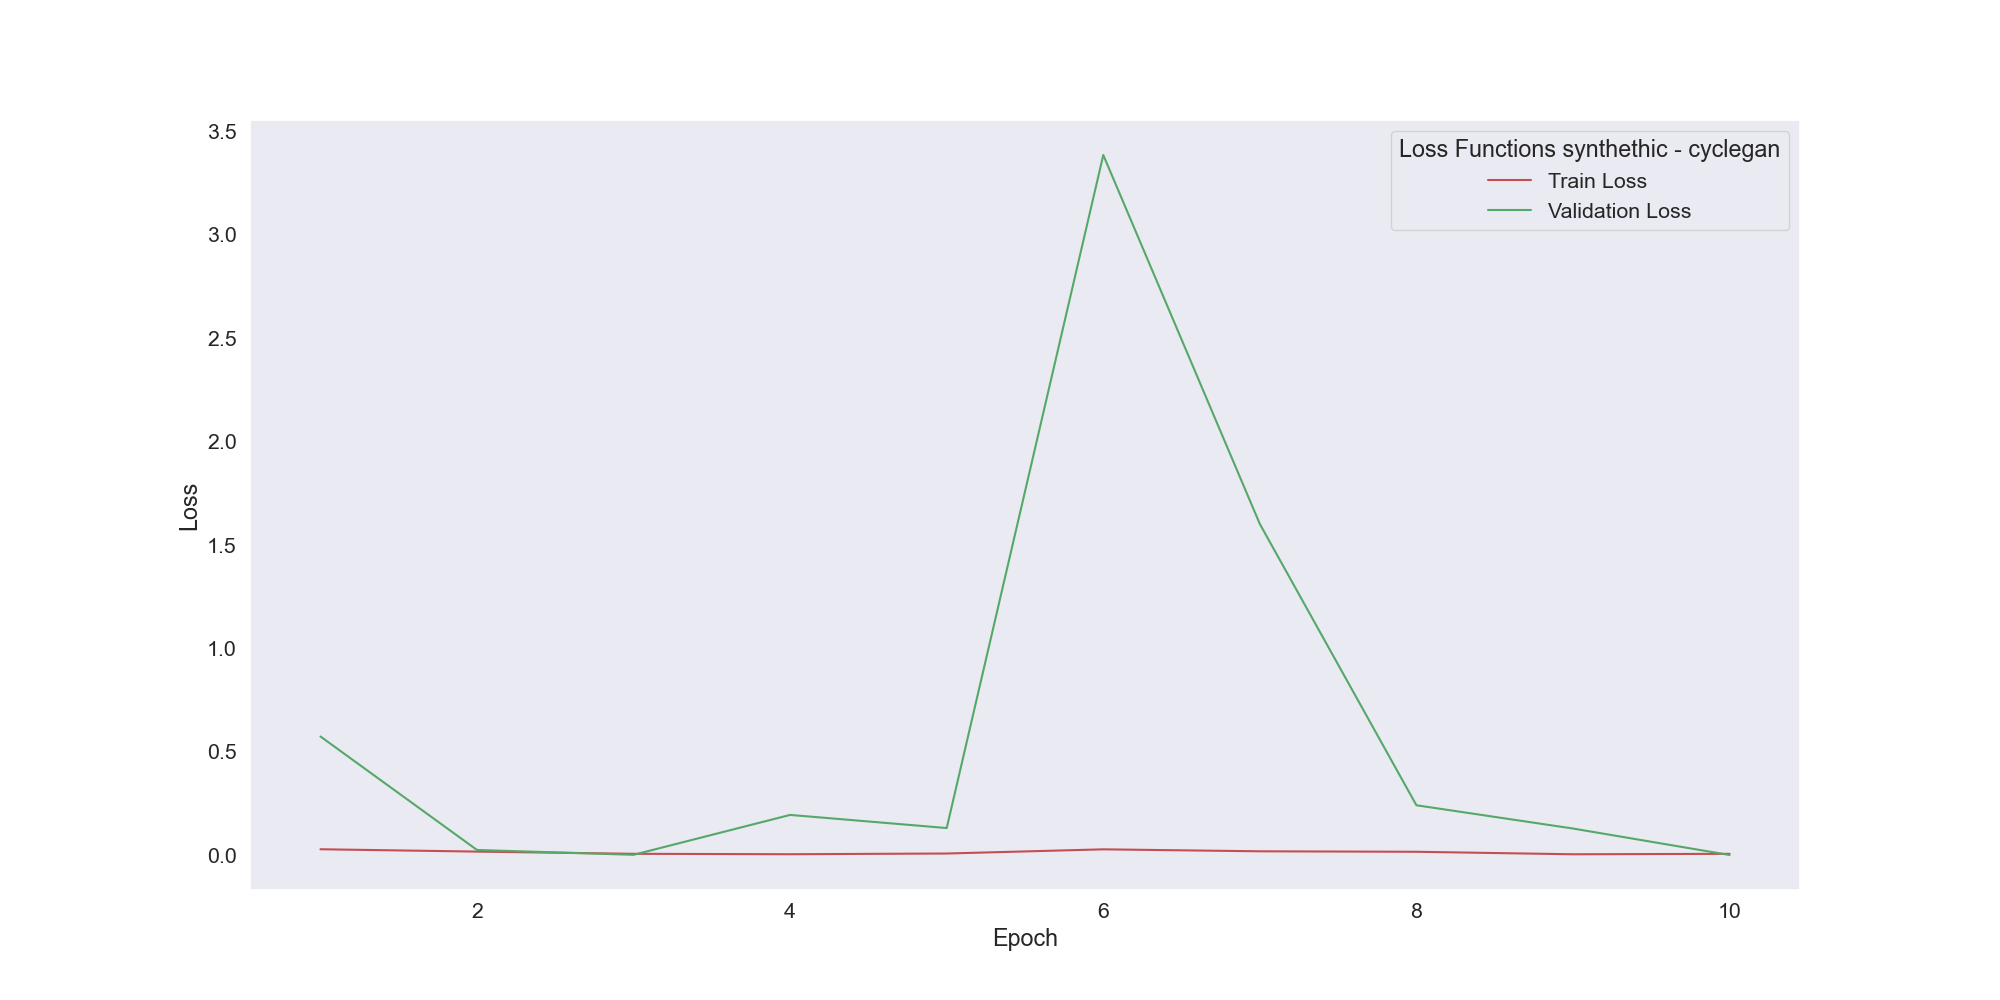 Loss Functions synthethic - cyclegan
Train Loss
Validation Loss
3.5
3.0
2.5
2.0
1.5
1.0
0.5
0.0
Loss
2 4 6 8 10
Epoch